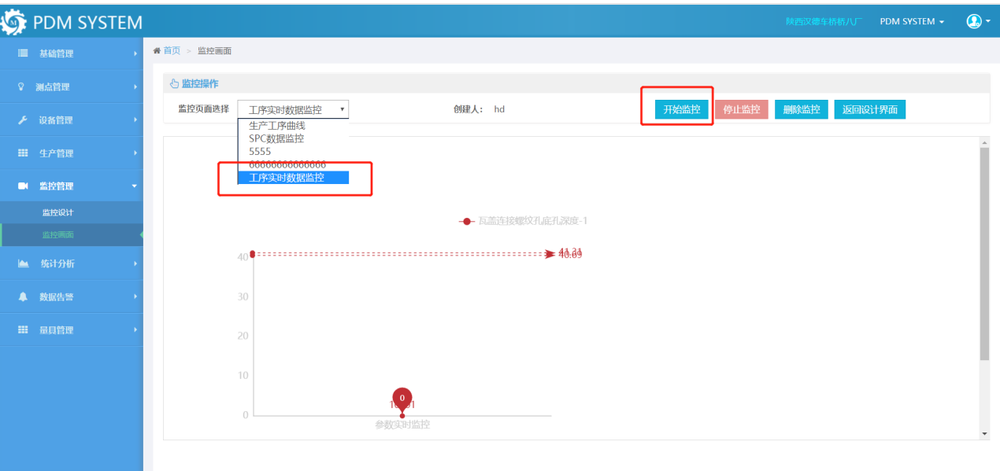 PDM SYSTEM
陕西汉德车桥桥八厂 PDM SYSTEM
基础管理
测点管理
设备管理
生产管理
监控管理
监控设计
监控画面
统计分析
数据告警
量具管理
首页 > 监控画面
监控操作
监控页面选择 工序实时数据监控 创建人： hd 开始监控 停止监控 删除监控 返回设计界面
生产工序曲线
SPC数据监控
5555
66666666666666
工序实时数据监控
瓦盖连接螺纹孔底孔深度-1
41.31
40.69
40
30
20
10
0
0
参数实时监控